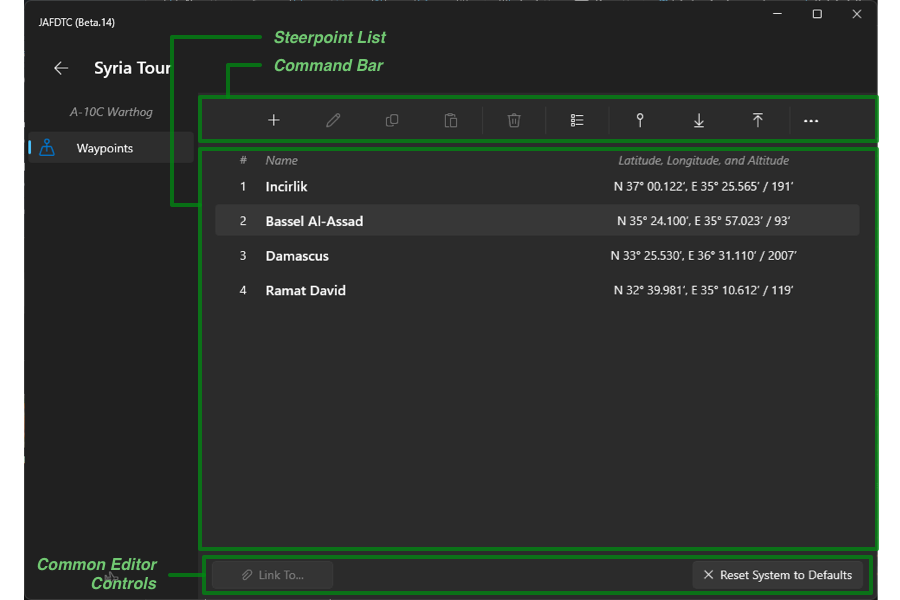 JAFDTC (Beta.14)
Steerpoint List
Command Bar
Syria Tour
A-10C Warthog
Waypoints
# Name Latitude, Longitude, and Altitude
1 Incirlik N 37° 00.122’, E 35° 25.565’ / 191’
2 Bassel Al-Assad N 35° 24.100’, E 35° 57.023’ / 93’
3 Damascus N 33° 25.530’, E 36° 31.110’ / 2007’
4 Ramat David N 32° 39.981’, E 35° 10.612’ / 119’
Common Editor
Controls
Link To...
Reset System to Defaults